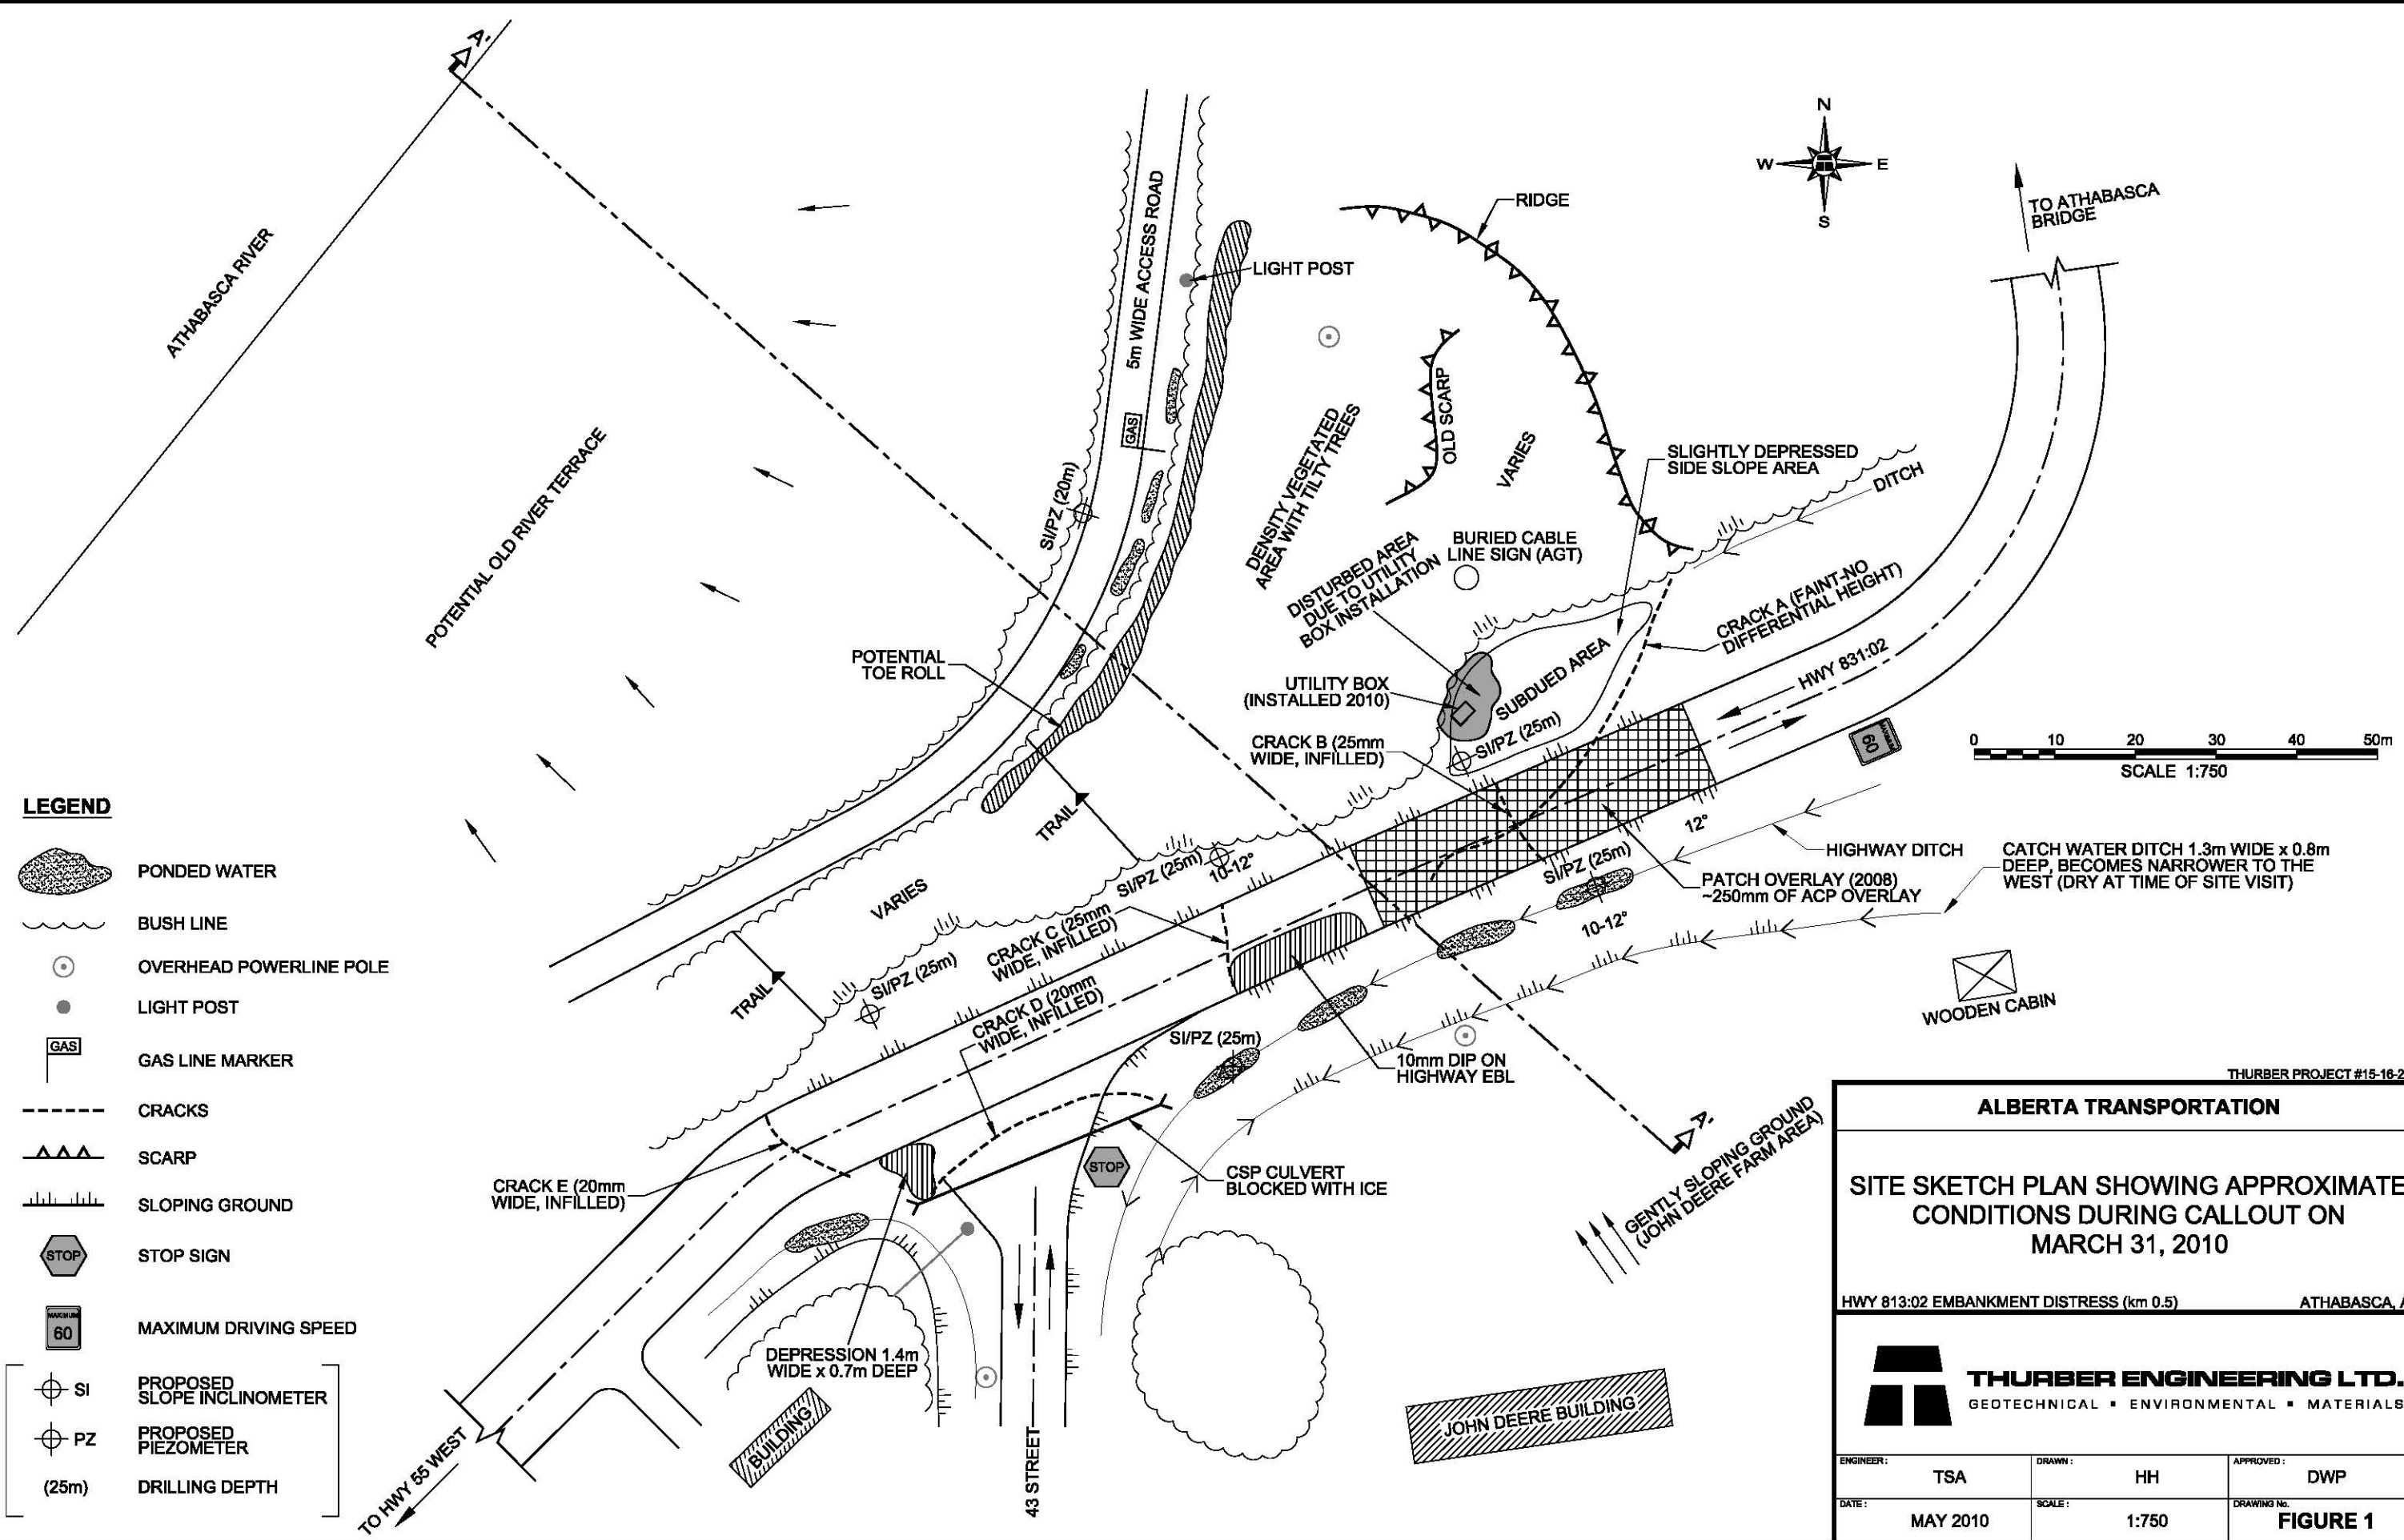 A.
N
W
E
S
TO ATHABASCA
BRIDGE
RIDGE
LIGHT POST
5m WIDE ACCESS ROAD
ATHABASCA RIVER
GAS
OLD SCARP
VARIES
SLIGHTLY DEPRESSED
SIDE SLOPE AREA
DITCH
DENSITY VEGETATED
AREA WITH TILTY TREES
SI/PZ (20m)
POTENTIAL OLD RIVER TERRACE
DISTURBED AREA
DUE TO UTILITY
BOX INSTALLATION
BURIED CABLE
LINE SIGN (AGT)
CRACK A (FAINT-NO
DIFFERENTIAL HEIGHT)
HWY 831:02
POTENTIAL
TOE ROLL
UTILITY BOX
(INSTALLED 2010)
SUBDUED AREA
SI/PZ (25m)
CRACK B (25mm
WIDE, INFILLED)
MAXIMUM
60
0 10 20 30 40 50m
SCALE 1:750
TRAIL
12°
HIGHWAY DITCH
SI/PZ (25m)
PATCH OVERLAY (2008)
~250mm OF ACP OVERLAY
CATCH WATER DITCH 1.3m WIDE x 0.8m
DEEP, BECOMES NARROWER TO THE
WEST (DRY AT TIME OF SITE VISIT)
SI/PZ (25m)
10-12°
10-12°
VARIES
CRACK C (25mm
WIDE, INFILLED)
TRAIL
SI/PZ (25m)
CRACK D (20mm
WIDE, INFILLED)
SI/PZ (25m)
10mm DIP ON
HIGHWAY EBL
WOODEN CABIN
A.
GENTLY SLOPING GROUND
(JOHN DEERE FARM AREA)
STOP
CSP CULVERT
BLOCKED WITH ICE
CRACK E (20mm
WIDE, INFILLED)
DEPRESSION 1.4m
WIDE x 0.7m DEEP
BUILDING
JOHN DEERE BUILDING
43 STREET
TO HWY 55 WEST
LEGEND
PONDED WATER
BUSH LINE
OVERHEAD POWERLINE POLE
LIGHT POST
GAS
GAS LINE MARKER
CRACKS
SCARP
SLOPING GROUND
STOP
STOP SIGN
MAXIMUM
60
MAXIMUM DRIVING SPEED
SI
PROPOSED
SLOPE INCLINOMETER
PZ
PROPOSED
PIEZOMETER
(25m)
DRILLING DEPTH
THURBER PROJECT #15-16-2
ALBERTA TRANSPORTATION
SITE SKETCH PLAN SHOWING APPROXIMATE
CONDITIONS DURING CALLOUT ON
MARCH 31, 2010
HWY 813:02 EMBANKMENT DISTRESS (km 0.5)
ATHABASCA,
THURBER ENGINEERING LTD.
GEOTECHNICAL ▪ ENVIRONMENTAL ▪ MATERIALS
ENGINEER:
TSA
DRAWN:
HH
APPROVED:
DWP
DATE:
MAY 2010
SCALE:
1:750
DRAWING No.
FIGURE 1